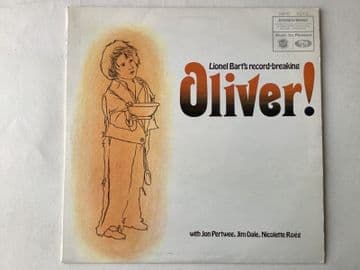 Lionel Bart's record-breaking
Oliver!
with Jon Pertwee, Jim Dale, Nicolette Roeg